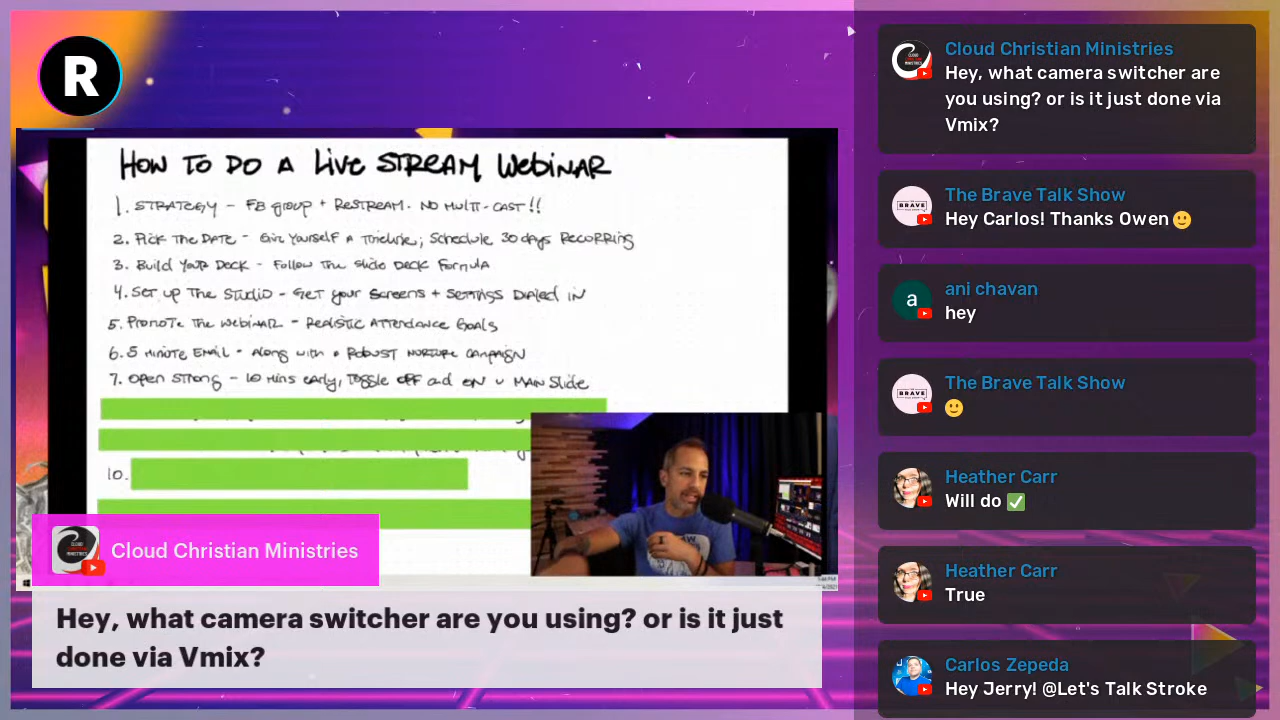 R
HOW TO DO A LIVE STREAM WEBINAR
1. STRATEGY - FB group + RESTREAM. NO MULTI-CAST!!
2. Pick THE DATE - Give Yourself A Timeline; Schedule 30 days RECORRING
3. Build Your Deck - Follow The Slide Deck Formula
4. Set up The STUDIO - Get your Screens + Settings Dialed IN
5. Promote The Webinar - Realistic Attendance Goals
6. 5 minute EMAIL - Along with a Robust Nurture Campaign
7. Open Strong - 10 mins early, Toggle OFF and ON MAN Slide
10.
Cloud Christian Ministries
Hey, what camera switcher are you using? or is it just
done via Vmix?
Cloud Christian Ministries
Hey, what camera switcher are
you using? or is it just done via
Vmix?
The Brave Talk Show
Hey Carlos! Thanks Owen 🙂
ani chavan
a
hey
The Brave Talk Show
🙂
Heather Carr
Will do ✅
Heather Carr
True
Carlos Zepeda
Hey Jerry! @Let's Talk Stroke